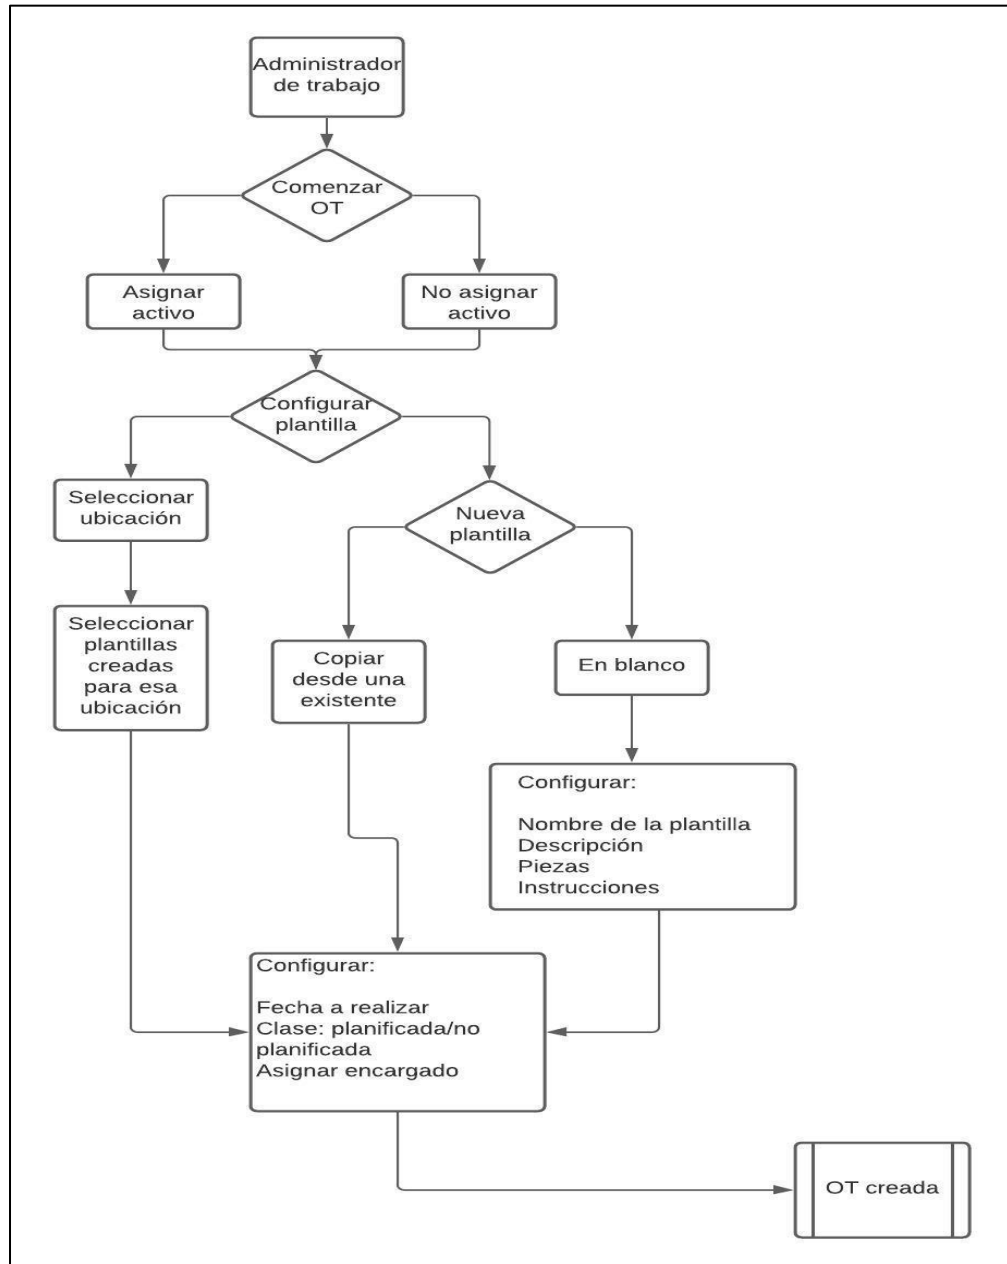 Administrador
de trabajo
Comenzar
OT
Asignar
activo
No asignar
activo
Configurar
plantilla
Seleccionar
ubicación
Nueva
plantilla
Seleccionar
plantillas
creadas
para esa
ubicación
Copiar
desde una
existente
En blanco
Configurar:
Nombre de la plantilla
Descripción
Piezas
Instrucciones
Configurar:
Fecha a realizar
Clase: planificada/no
planificada
Asignar encargado
OT creada